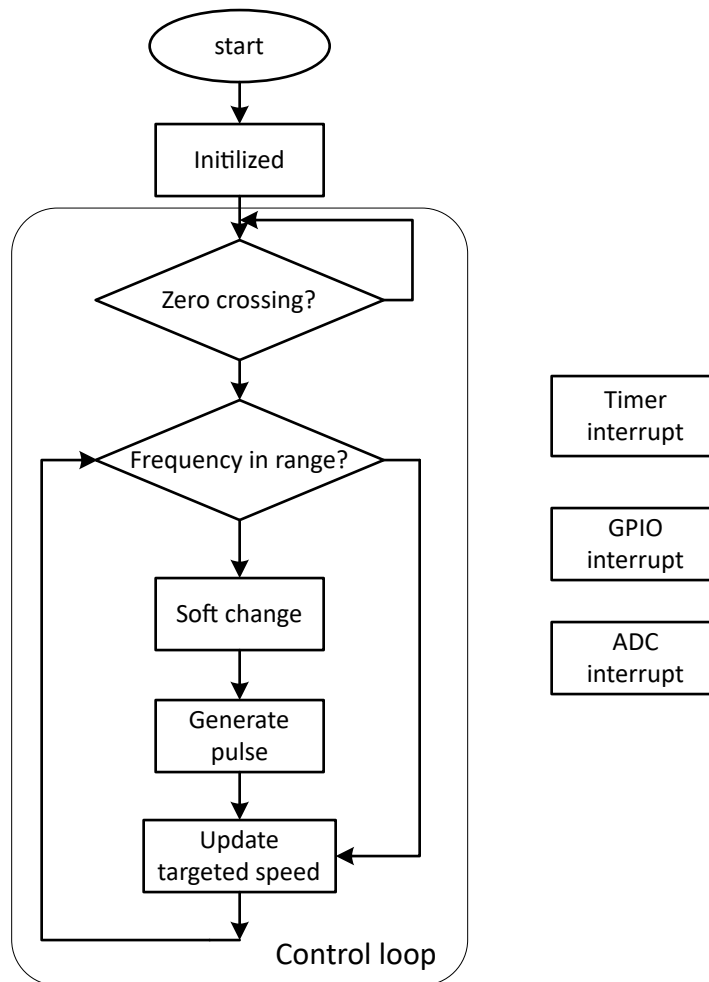 start
Initilized
Zero crossing?
Frequency in range?
Soft change
Generate
pulse
Update
targeted speed
Control loop
Timer
interrupt
GPIO
interrupt
ADC
interrupt